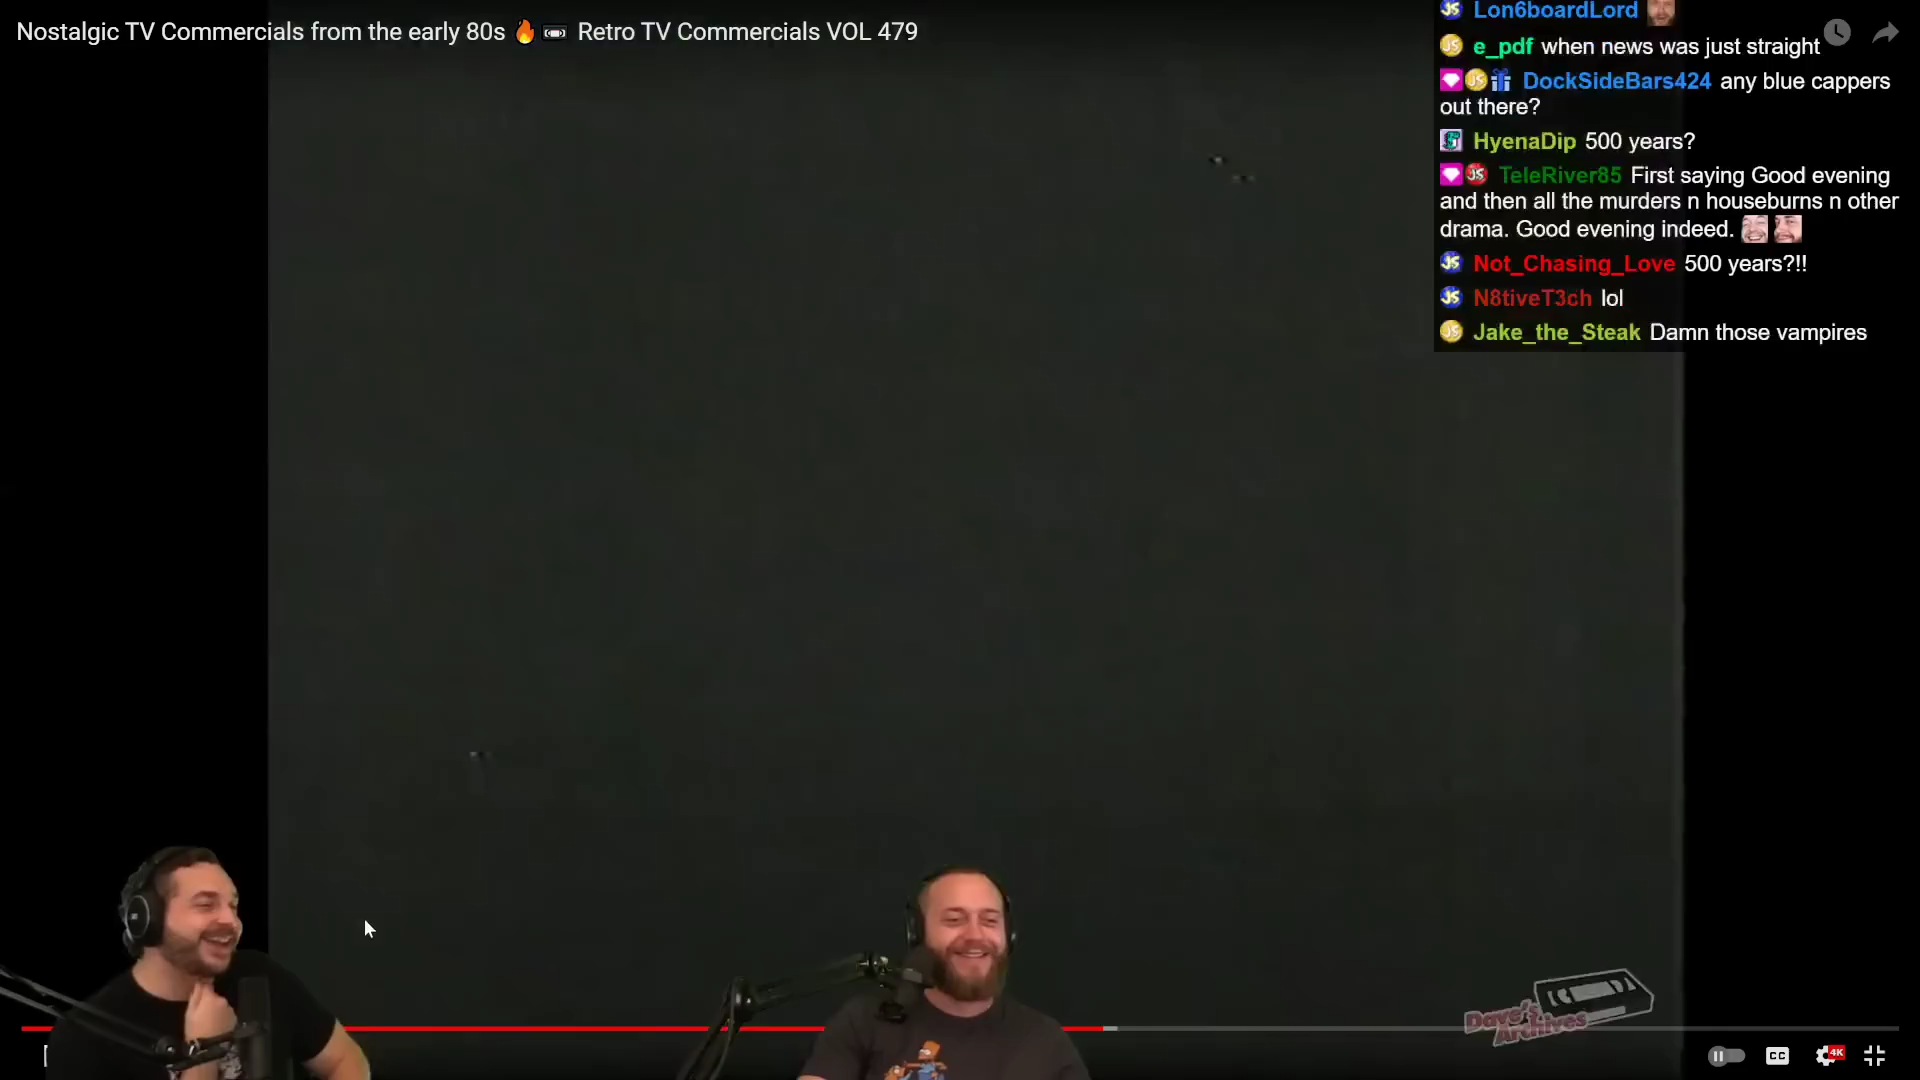 Nostalgic TV Commercials from the early 80s 🔥📼 Retro TV Commercials VOL 479
Lon6boardLord
e_pdf when news was just straight
DockSideBars424 any blue cappers
out there?
HyenaDip 500 years?
TeleRiver85 First saying Good evening
and then all the murders n houseburns n other
drama. Good evening indeed.
Not_Chasing_Love 500 years?!!
N8tiveT3ch lol
Jake_the_Steak Damn those vampires
Dave's
Archives
CC
4K